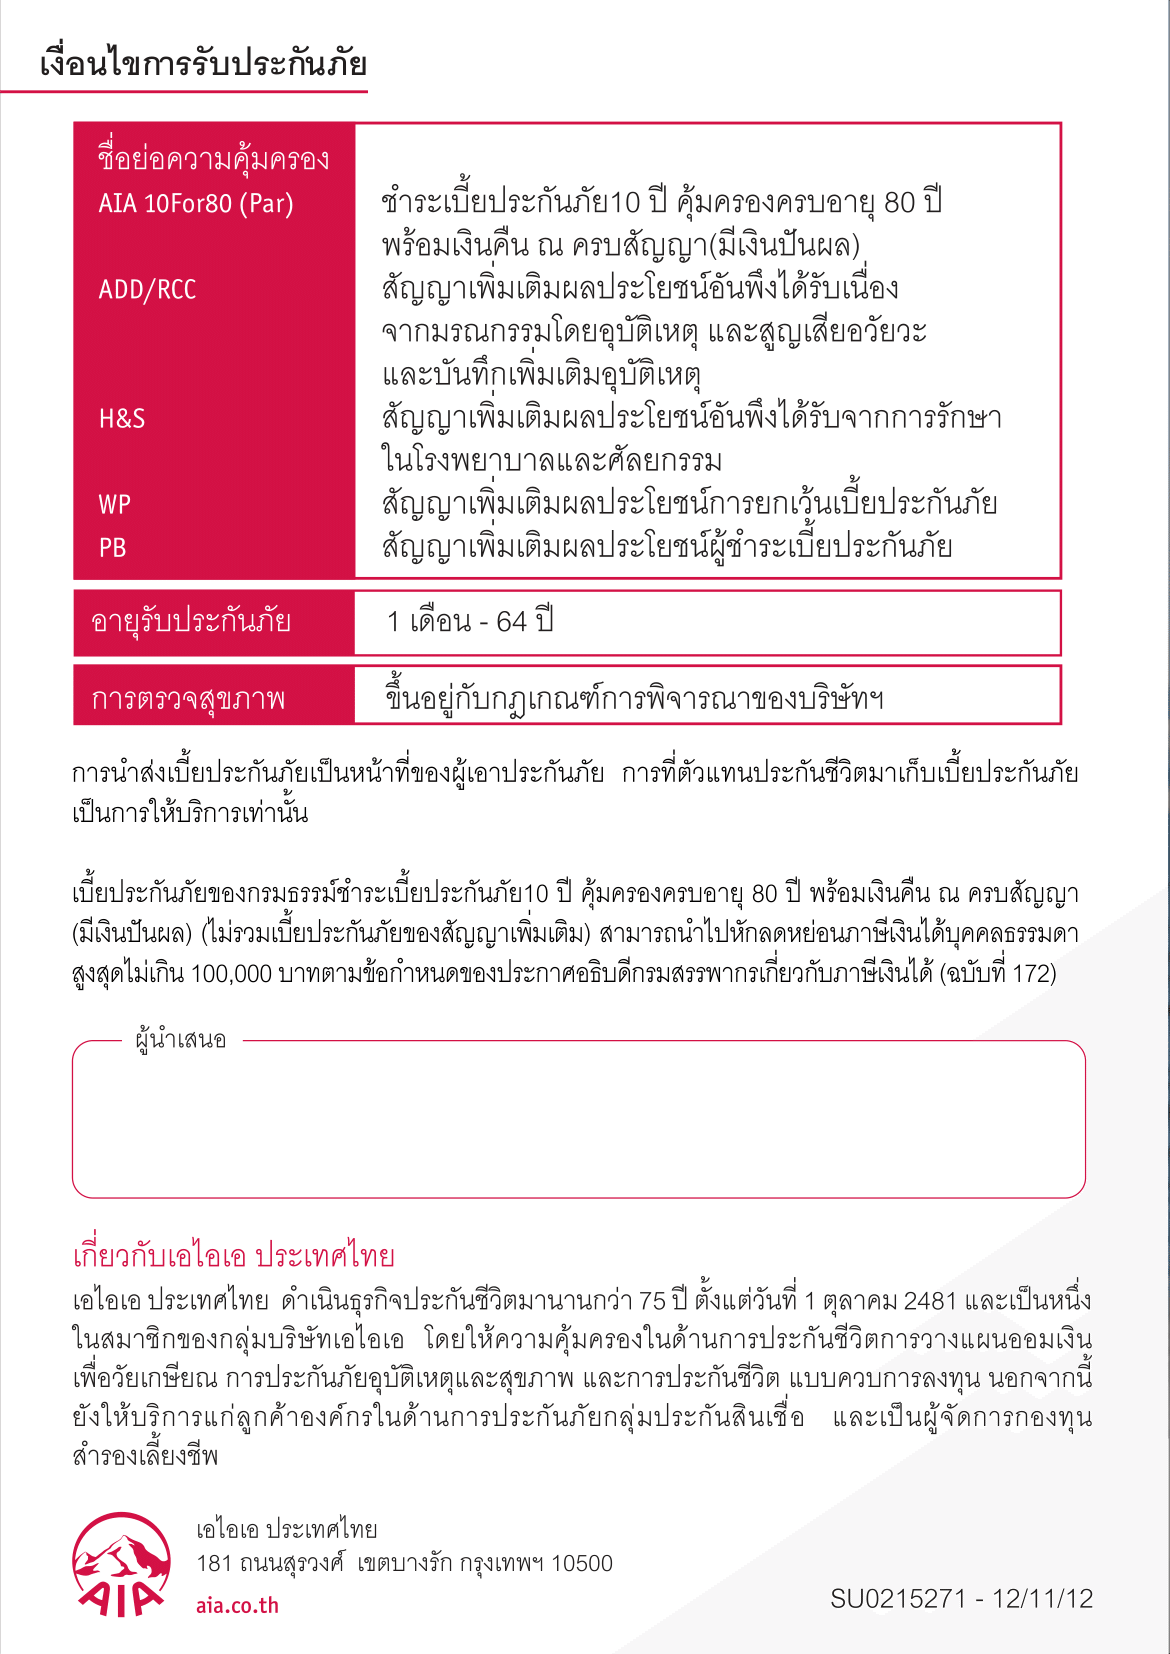 เงื่อนไขการรับประกันภัย
ชื่อย่อความคุ้มครอง
AIA 10For80 (Par) ชำระเบี้ยประกันภัย10 ปี คุ้มครองครบอายุ 80 ปี
พร้อมเงินคืน ณ ครบสัญญา(มีเงินปันผล)
ADD/RCC สัญญาเพิ่มเติมผลประโยชน์อันพึงได้รับเนื่อง
จากมรณกรรมโดยอุบัติเหตุ และสูญเสียอวัยวะ
และบันทึกเพิ่มเติมอุบัติเหตุ
H&S สัญญาเพิ่มเติมผลประโยชน์อันพึงได้รับจากการรักษา
ในโรงพยาบาลและศัลยกรรม
WP สัญญาเพิ่มเติมผลประโยชน์การยกเว้นเบี้ยประกันภัย
PB สัญญาเพิ่มเติมผลประโยชน์ผู้ชำระเบี้ยประกันภัย
อายุรับประกันภัย 1 เดือน - 64 ปี
การตรวจสุขภาพ ขึ้นอยู่กับกฎเกณฑ์การพิจารณาของบริษัทฯ
การนำส่งเบี้ยประกันภัยเป็นหน้าที่ของผู้เอาประกันภัย การที่ตัวแทนประกันชีวิตมาเก็บเบี้ยประกันภัย
เป็นการให้บริการเท่านั้น
เบี้ยประกันภัยของกรมธรรม์ชำระเบี้ยประกันภัย10 ปี คุ้มครองครบอายุ 80 ปี พร้อมเงินคืน ณ ครบสัญญา
(มีเงินปันผล) (ไม่รวมเบี้ยประกันภัยของสัญญาเพิ่มเติม) สามารถนำไปหักลดหย่อนภาษีเงินได้บุคคลธรรมดา
สูงสุดไม่เกิน 100,000 บาทตามข้อกำหนดของประกาศอธิบดีกรมสรรพากรเกี่ยวกับภาษีเงินได้ (ฉบับที่ 172)
ผู้นำเสนอ
เกี่ยวกับเอไอเอ ประเทศไทย
เอไอเอ ประเทศไทย ดำเนินธุรกิจประกันชีวิตมานานกว่า 75 ปี ตั้งแต่วันที่ 1 ตุลาคม 2481 และเป็นหนึ่ง
ในสมาชิกของกลุ่มบริษัทเอไอเอ โดยให้ความคุ้มครองในด้านการประกันชีวิตการวางแผนออมเงิน
เพื่อวัยเกษียณ การประกันภัยอุบัติเหตุและสุขภาพ และการประกันชีวิต แบบควบการลงทุน นอกจากนี้
ยังให้บริการแก่ลูกค้าองค์กรในด้านการประกันภัยกลุ่มประกันสินเชื่อ และเป็นผู้จัดการกองทุน
สำรองเลี้ยงชีพ
เอไอเอ ประเทศไทย
181 ถนนสุรวงศ์ เขตบางรัก กรุงเทพฯ 10500
AIA aia.co.th
SU0215271 - 12/11/12